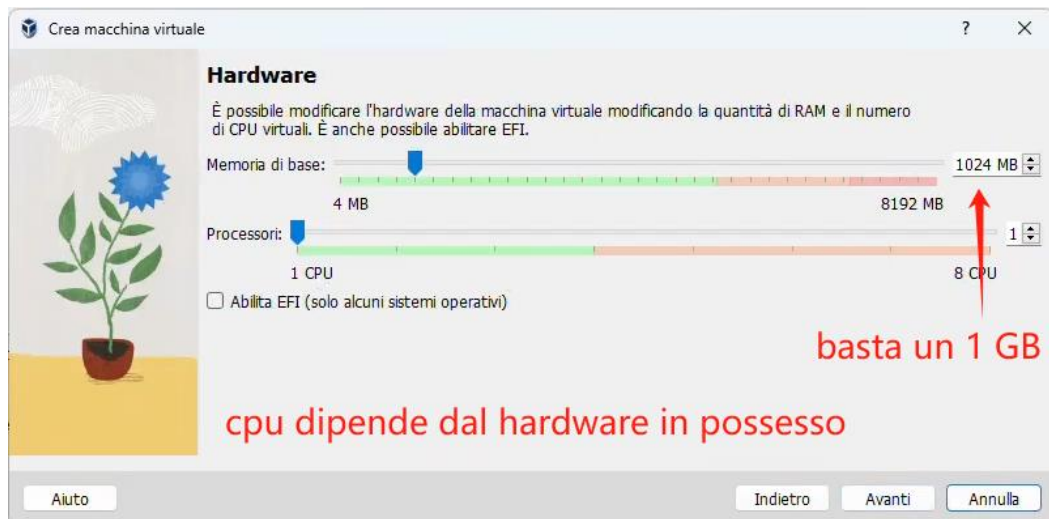 Crea macchina virtuale
Hardware
È possibile modificare l'hardware della macchina virtuale modificando la quantità di RAM e il numero
di CPU virtuali. È anche possibile abilitare EFI.
Memoria di base:
1024 MB
4 MB
8192 MB
Processori:
1
1 CPU
8 CPU
Abilita EFI (solo alcuni sistemi operativi)
basta un 1 GB
cpu dipende dal hardware in possesso
Aiuto
Indietro
Avanti
Annulla